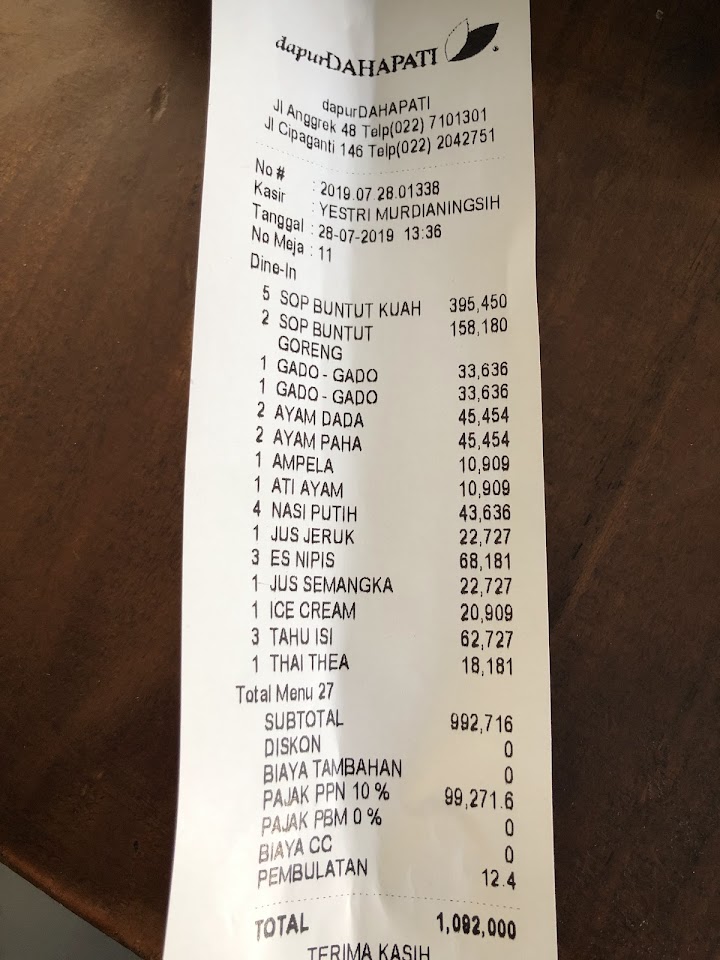 dapurDAHAPATI
dapurDAHAPATI
Jl Anggrek 48 Telp(022) 7101301
Jl Cipaganti 146 Telp(022) 2042751
No# : 2019.07.28.01338
Kasir : YESTRI MURDIANINGSIH
Tanggal : 28-07-2019 13:36
No Meja : 11
Dine-In
5 SOP BUNTUT KUAH 395,450
2 SOP BUNTUT 158,180
GORENG
1 GADO - GADO 33,636
1 GADO - GADO 33,636
2 AYAM DADA 45,454
2 AYAM PAHA 45,454
1 AMPELA 10,909
1 ATI AYAM 10,909
4 NASI PUTIH 43,636
1 JUS JERUK 22,727
3 ES NIPIS 68,181
1 JUS SEMANGKA 22,727
1 ICE CREAM 20,909
3 TAHU ISI 62,727
1 THAI THEA 18,181
Total Menu 27
SUBTOTAL 992,716
DISKON 0
BIAYA TAMBAHAN 0
PAJAK PPN 10 % 99,271.6
PAJAK PBM 0 % 0
BIAYA CC 0
PEMBULATAN 12.4
TOTAL 1,092,000
TERIMA KASIH